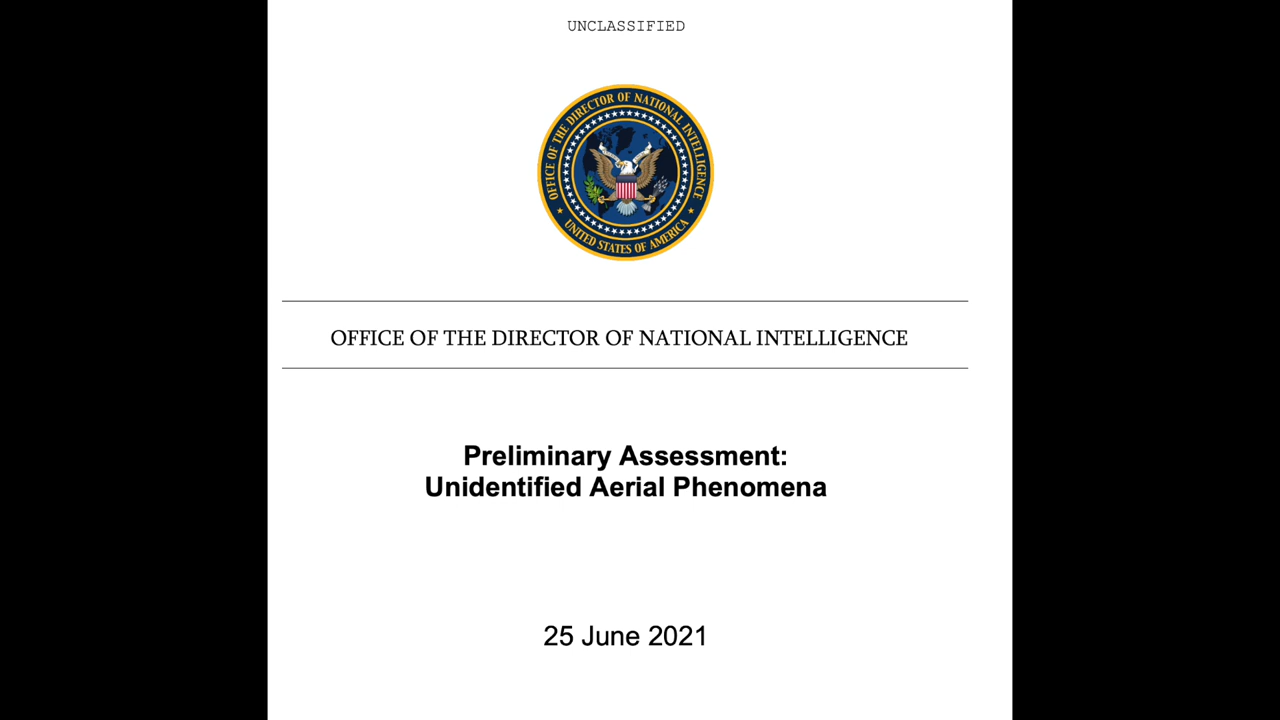 UNCLASSIFIED
OFFICE OF THE DIRECTOR OF NATIONAL INTELLIGENCE
UNITED STATES OF AMERICA
OFFICE OF THE DIRECTOR OF NATIONAL INTELLIGENCE
Preliminary Assessment:
Unidentified Aerial Phenomena
25 June 2021